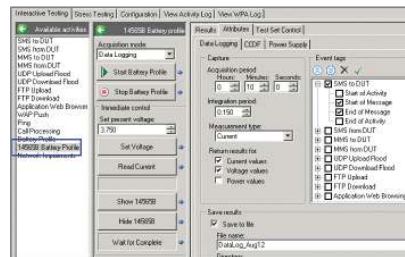 Interactive Testing
Stress Testing
Configuration
View Activity Log
View WPA Log
Available activities
SMS to DUT
SMS from DUT
MMS to DUT
MMS from DUT
UDP Upload Flood
UDP Download Flood
FTP Upload
FTP Download
Application Web Browsin
WAP Push
Ping
Call Processing
Battery Profile
14565B Battery Profile
Network Impairments
14565B Battery profile
Acquisition mode:
Data Logging
Start Battery Profile
Stop Battery Profile
Immediate control
Set present voltage:
3.750
Set Voltage
Read Current
Show 14565B
Hide 14565B
Wait for Complete
Results
Attributes
Test Set Control
Data Logging
CCDF
Power Supply
Capture
Acquisition period
Hours: Minutes: Seconds:
0 10 0
Integration period:
0.150
Measurement type:
Current
Return results for
Current values
Voltage values
Power values
Event tags
SMS to DUT
Start of Activity
Start of Message
End of Message
End of Activity
SMS from DUT
MMS to DUT
MMS from DUT
UDP Upload Flood
UDP Download Flood
FTP Upload
FTP Download
Application Web Browsing
Save results
Save to file
File name:
DataLog_Aug12
Directory: